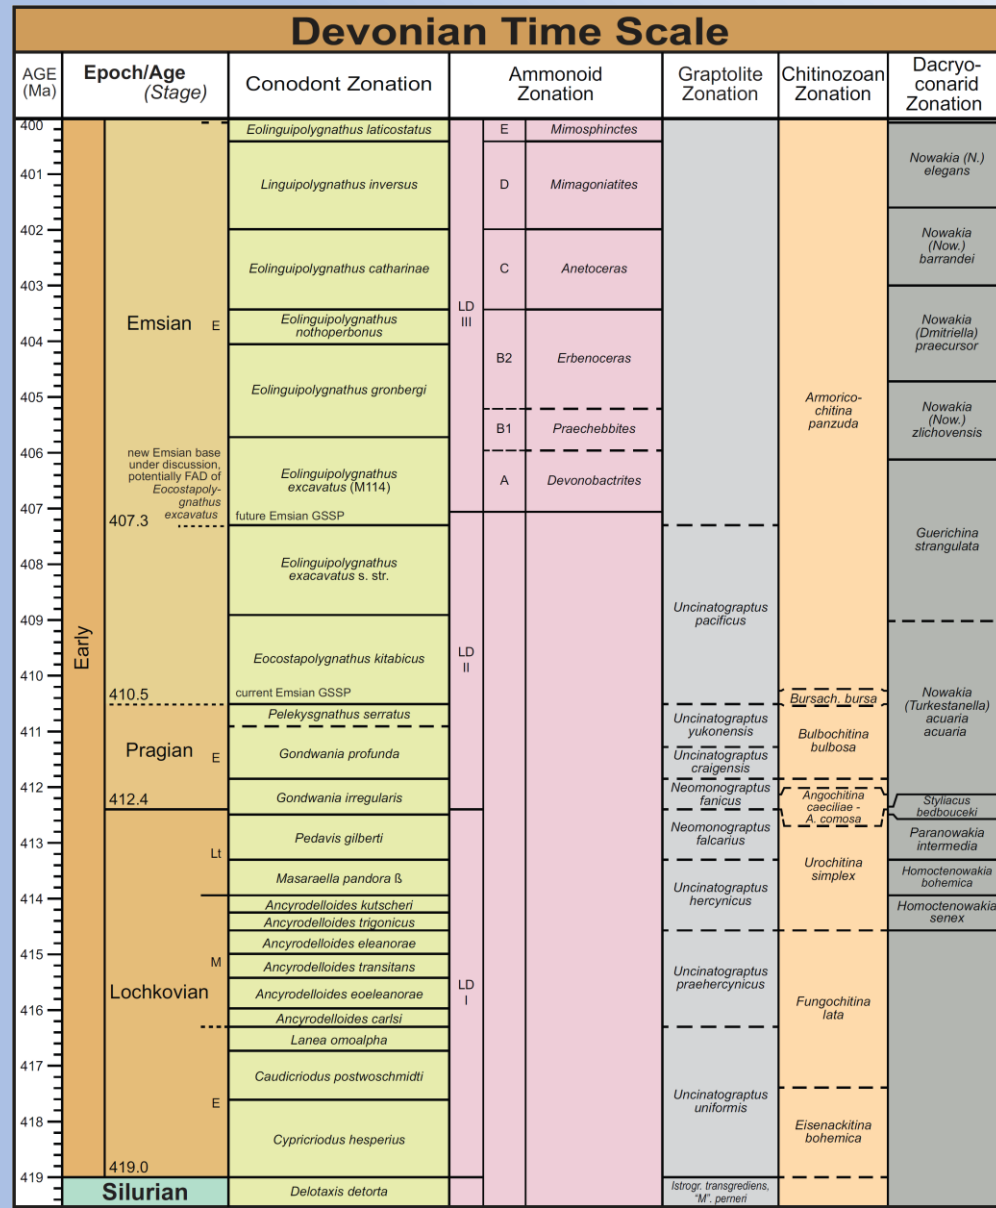 Devonian Time Scale
AGE
(Ma)
Epoch/Age
(Stage)
Conodont Zonation
Ammonoid
Zonation
Graptolite
Zonation
Chitinozoan
Zonation
Dacryo-
conarid
Zonation
400
401
402
403
404
405
406
407
408
409
410
411
412
413
414
415
416
417
418
419
Early
Emsian
E
new Emsian base
under discussion,
potentially FAD of
Eocostapoly-
gnathus
excavatus
407.3
410.5
Pragian
E
412.4
Lt
M
Lochkovian
E
419.0
Silurian
Eolinguipolygnathus laticostatus
Linguipolygnathus inversus
Eolinguipolygnathus catharinae
Eolinguipolygnathus
nothoperbonus
Eolinguipolygnathus gronbergi
Eolinguipolygnathus
excavatus (M114)
future Emsian GSSP
Eolinguipolygnathus
exacavatus s. str.
Eocostapolygnathus kitabicus
current Emsian GSSP
Pelekysgnathus serratus
Gondwania profunda
Gondwania irregularis
Pedavis gilberti
Masaraella pandora ß
Ancyrodelloides kutscheri
Ancyrodelloides trigonicus
Ancyrodelloides eleanorae
Ancyrodelloides transitans
Ancyrodelloides eoeleanorae
Ancyrodelloides carlsi
Lanea omoalpha
Caudicriodus postwoschmidti
Cypricriodus hesperius
Delotaxis detorta
LD
III
LD
II
LD
I
E
D
C
B2
B1
A
Mimosphinctes
Mimagoniatites
Anetoceras
Erbenoceras
Praechebbites
Devonobactrites
Uncinatograptus
pacificus
Uncinatograptus
yukonensis
Uncinatograptus
craigensis
Neomonograptus
fanicus
Neomonograptus
falcarius
Uncinatograptus
hercynicus
Uncinatograptus
praehercynicus
Uncinatograptus
uniformis
Istrogr. transgrediens,
"M". perneri
Armorico-
chitina
panzuda
Bursach. bursa
Bulbochitina
bulbosa
Angochitina
caeciliae -
A. comosa
Urochitina
simplex
Fungochitina
lata
Eisenackitina
bohemica
Nowakia (N.)
elegans
Nowakia
(Now.)
barrandei
Nowakia
(Dmitriella)
praecursor
Nowakia
(Now.)
zlichovensis
Guerichina
strangulata
Nowakia
(Turkestanella)
acuaria
acuaria
Styliacus
bedbouceki
Paranowakia
intermedia
Homoctenowakia
bohemica
Homoctenowakia
senex